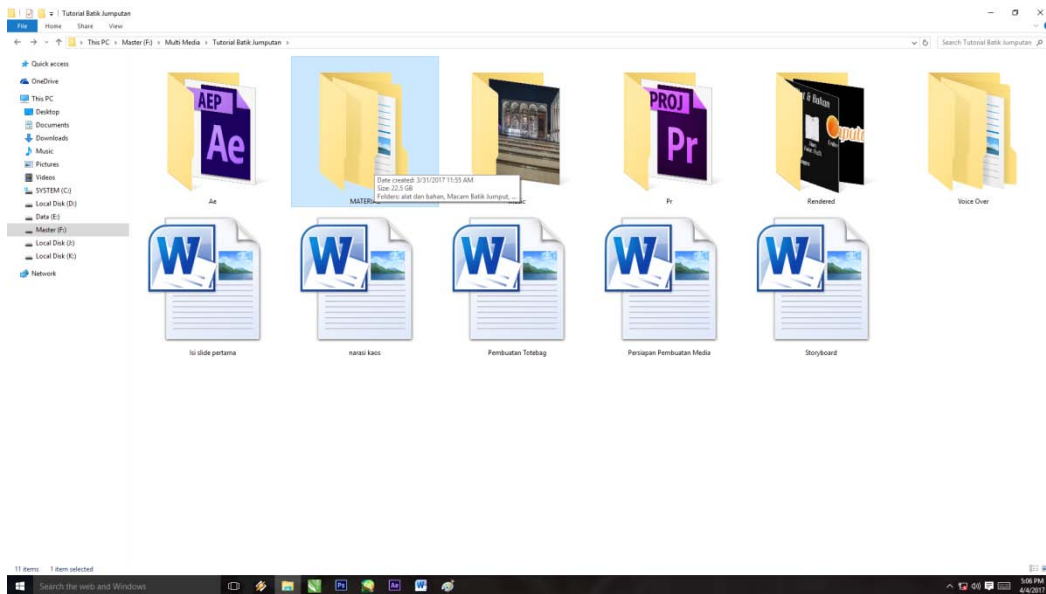 Tutorial Batik Jumputan
File Home Share View
This PC Master (F:) Multi Media Tutorial Batik Jumputan
Search Tutorial Batik Jumputan
Quick access
OneDrive
This PC
Desktop
Documents
Downloads
Music
Pictures
Videos
SYSTEM (C:)
Local Disk (D:)
Data (E:)
Master (F:)
Local Disk (J:)
Local Disk (K:)
Network
AEP
Ae
PROJ
Pr
Date created: 3/31/2017 11:55 AM
Size: 22.5 GB
Folders: alat dan bahan, Macam Batik Jumput, ...
Ae
Pr
Rendered
Voice Over
W
W
W
W
W
Isi slide pertama
narasi kaos
Pembuatan Totebag
Persiapan Pembuatan Media
Storyboard
11 items 1 item selected
Search the web and Windows
Ps
Ae
5:06 PM
4/4/2017